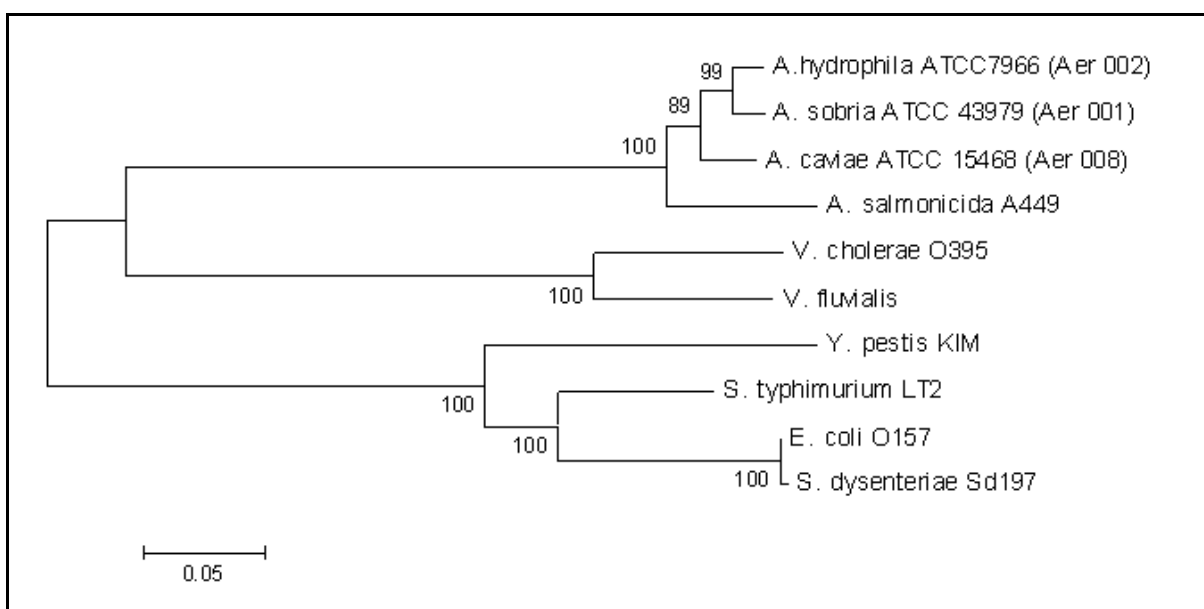 99
A.hydrophila ATCC7966 (Aer 002)
89
A. sobria ATCC 43979 (Aer 001)
100
A. caviae ATCC 15468 (Aer 008)
A. salmonicida A449
V. cholerae O395
100
V. fluvialis
Y. pestis KIM
100
S. typhimurium LT2
100
E. coli O157
100
S. dysenteriae Sd197
0.05